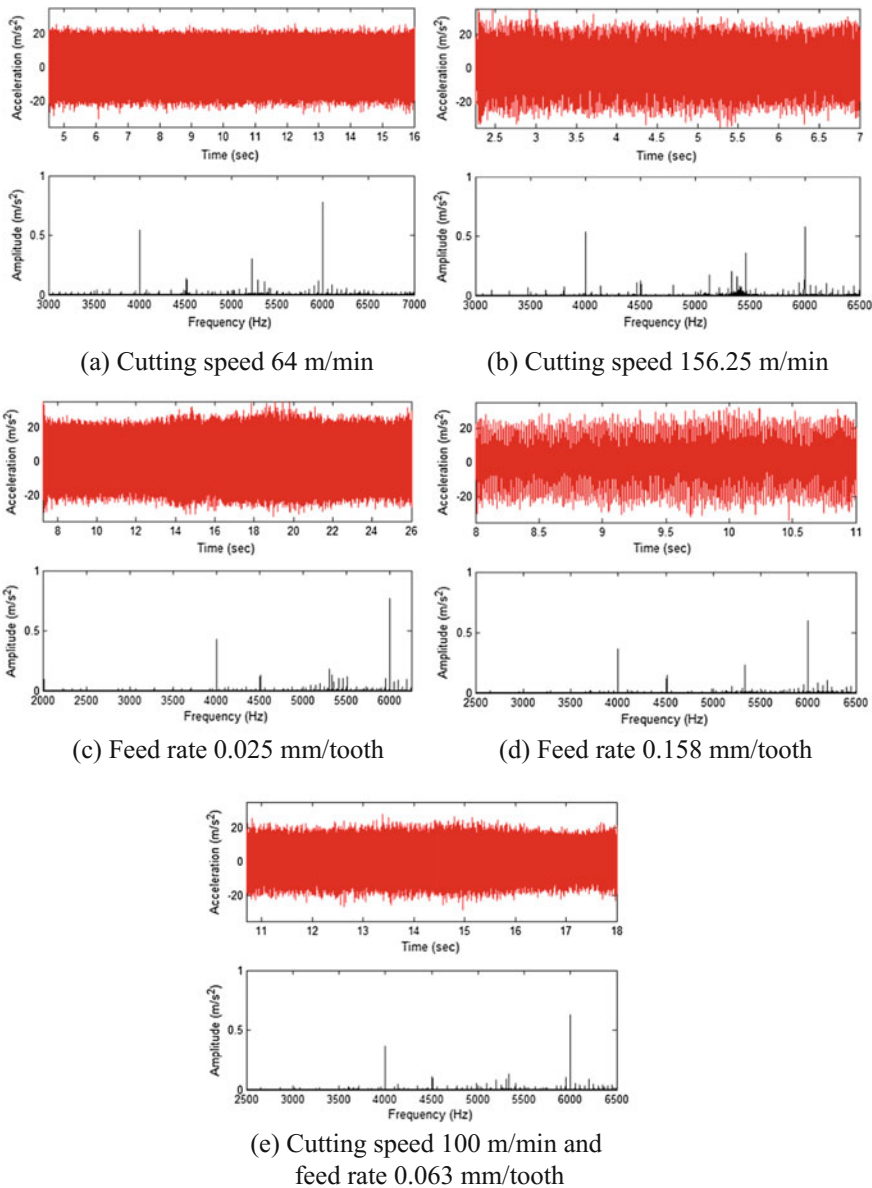 Acceleration (m/s²)
20
0
-20
5 6 7 8 9 10 11 12 13 14 15 16
Time (sec)
Amplitude (m/s²)
1
0.5
0
3000 3500 4000 4500 5000 5500 6000 6500 7000
Frequency (Hz)
(a) Cutting speed 64 m/min
Acceleration (m/s²)
20
0
-20
2.5 3 3.5 4 4.5 5 5.5 6 6.5 7
Time (sec)
Amplitude (m/s²)
1
0.5
0
3000 3500 4000 4500 5000 5500 6000 6500
Frequency (Hz)
(b) Cutting speed 156.25 m/min
Acceleration (m/s²)
20
0
-20
8 10 12 14 16 18 20 22 24 26
Time (sec)
Amplitude (m/s²)
1
0.5
0
2000 2500 3000 3500 4000 4500 5000 5500 6000
Frequency (Hz)
(c) Feed rate 0.025 mm/tooth
Acceleration (m/s²)
20
0
-20
8 8.5 9 9.5 10 10.5 11
Time (sec)
Amplitude (m/s²)
1
0.5
0
2500 3000 3500 4000 4500 5000 5500 6000 6500
Frequency (Hz)
(d) Feed rate 0.158 mm/tooth
Acceleration (m/s²)
20
0
-20
11 12 13 14 15 16 17 18
Time (sec)
Amplitude (m/s²)
1
0.5
0
2500 3000 3500 4000 4500 5000 5500 6000 6500
Frequency (Hz)
(e) Cutting speed 100 m/min and
feed rate 0.063 mm/tooth